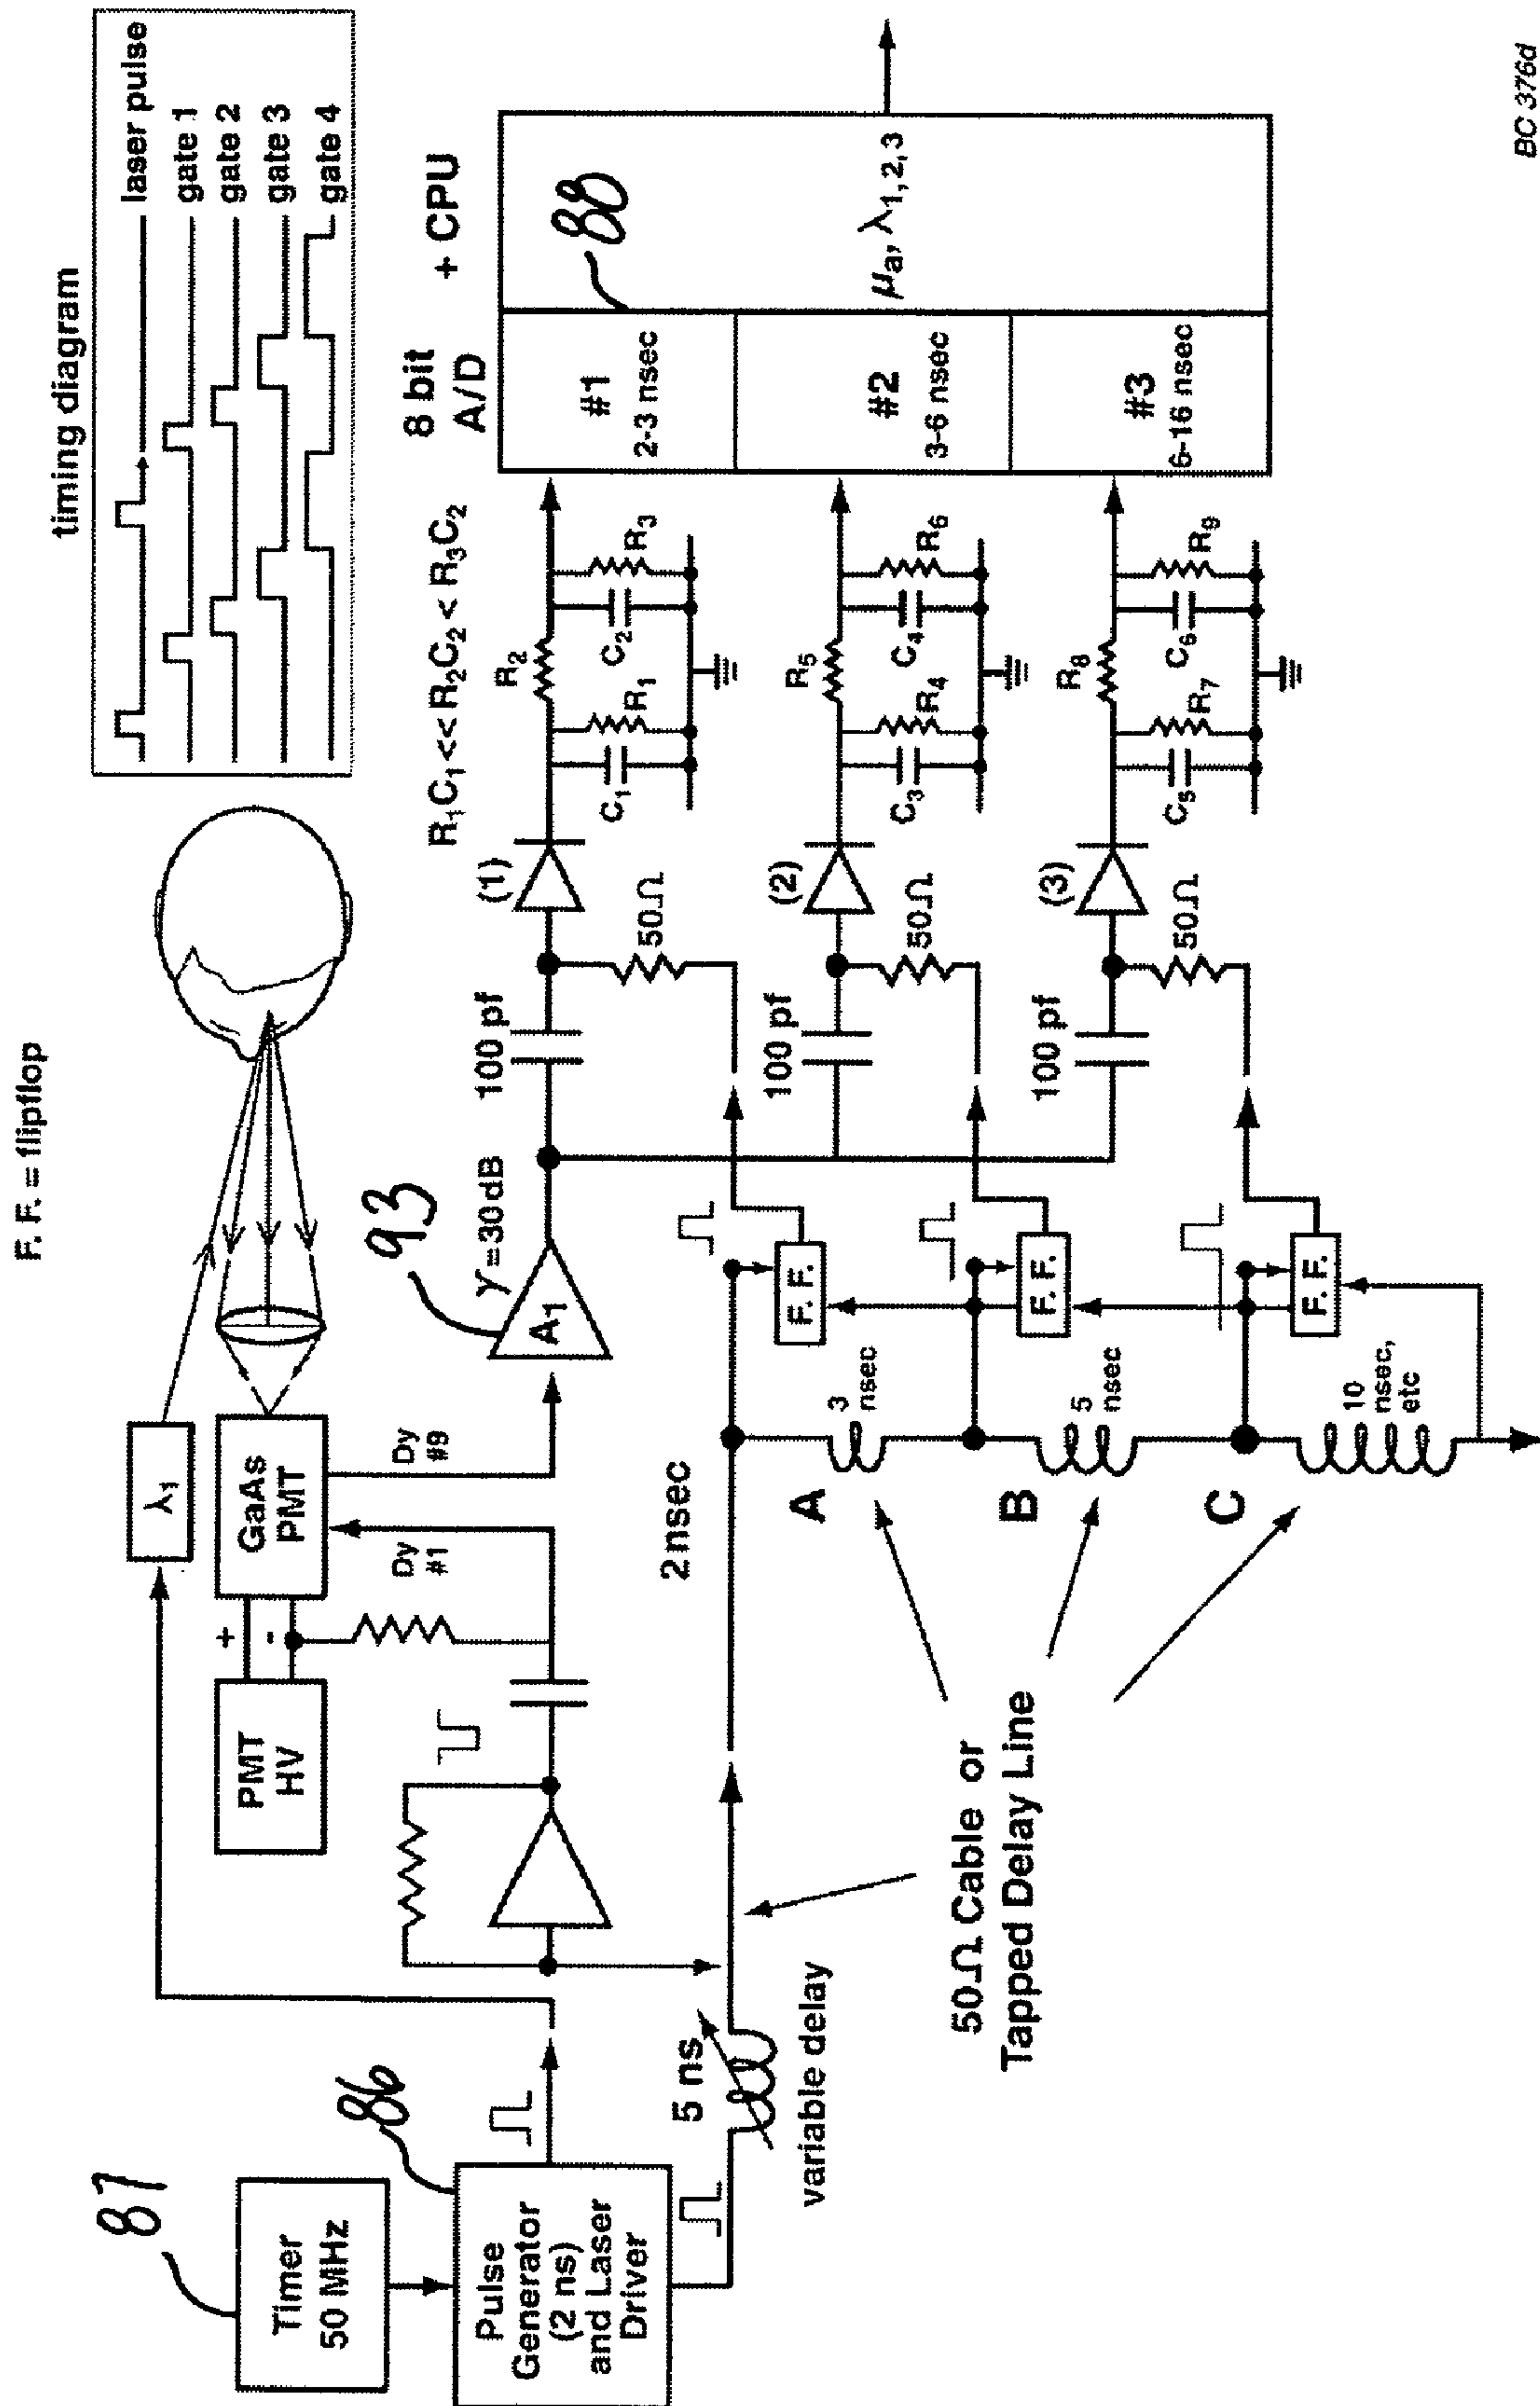 F. F. = flipflop
timing diagram
laser pulse
gate 1
gate 2
gate 3
gate 4
87
Timer
50 MHz
86
Pulse
Generator
(2 ns)
and Laser
Driver
5 ns
variable delay
λ1
PMT
HV
+
-
GaAs
PMT
Dy
#1
Dy
#9
93
A1
γ=30dB
100 pf
50Ω
(1)
R1C1<<R2C2<R3C2
R2
C1
R1
C2
R3
8 bit
A/D
+ CPU
80
#1
2-3 nsec
#2
3-6 nsec
#3
6-16 nsec
μa, λ1,2,3
100 pf
50Ω
(2)
R5
C3
R4
C4
R6
100 pf
50Ω
(3)
R8
C5
R7
C6
R9
2nsec
A
3
nsec
F. F.
B
5
nsec
F. F.
C
10
nsec,
etc
F. F.
50Ω Cable or
Tapped Delay Line
BC 376d